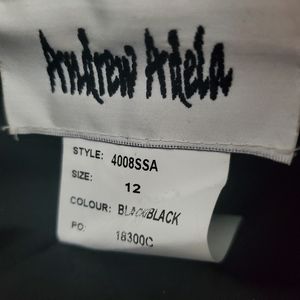 Andrew Adela
STYLE: 4008SSA
SIZE: 12
COLOUR: BLACK/BLACK
PO: 18300C